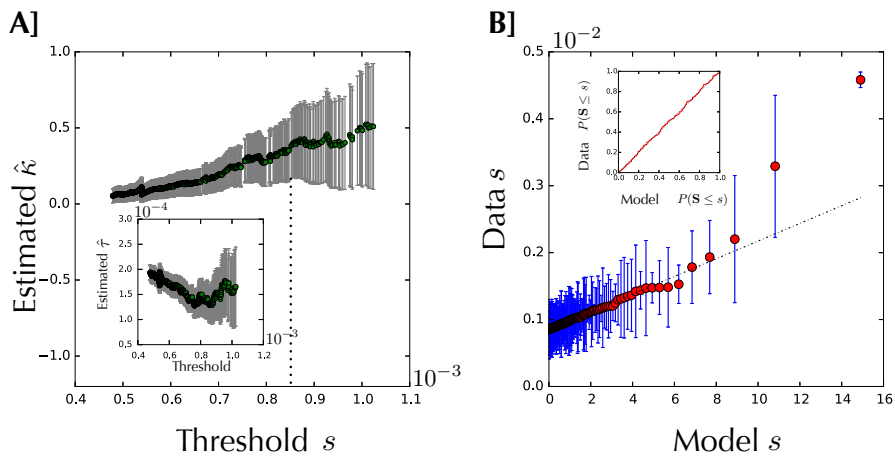 A]
Estimated κ̂
1.0
0.5
0.0
−0.5
−1.0
0.4 0.5 0.6 0.7 0.8 0.9 1.0 1.1
10⁻³
Threshold s
10⁻⁴
Estimated τ̂
3.0
2.5
2.0
1.5
1.0
0.5
0.4 0.6 0.8 1.0 1.2
10⁻³
Threshold
B]
10⁻²
Data s
0.5
0.4
0.3
0.2
0.1
0.0
0 2 4 6 8 10 12 14 16
Model s
Data P(S ≤ s)
1.0
0.8
0.6
0.4
0.2
0.0
0.0 0.2 0.4 0.6 0.8 1.0
Model P(S ≤ s)